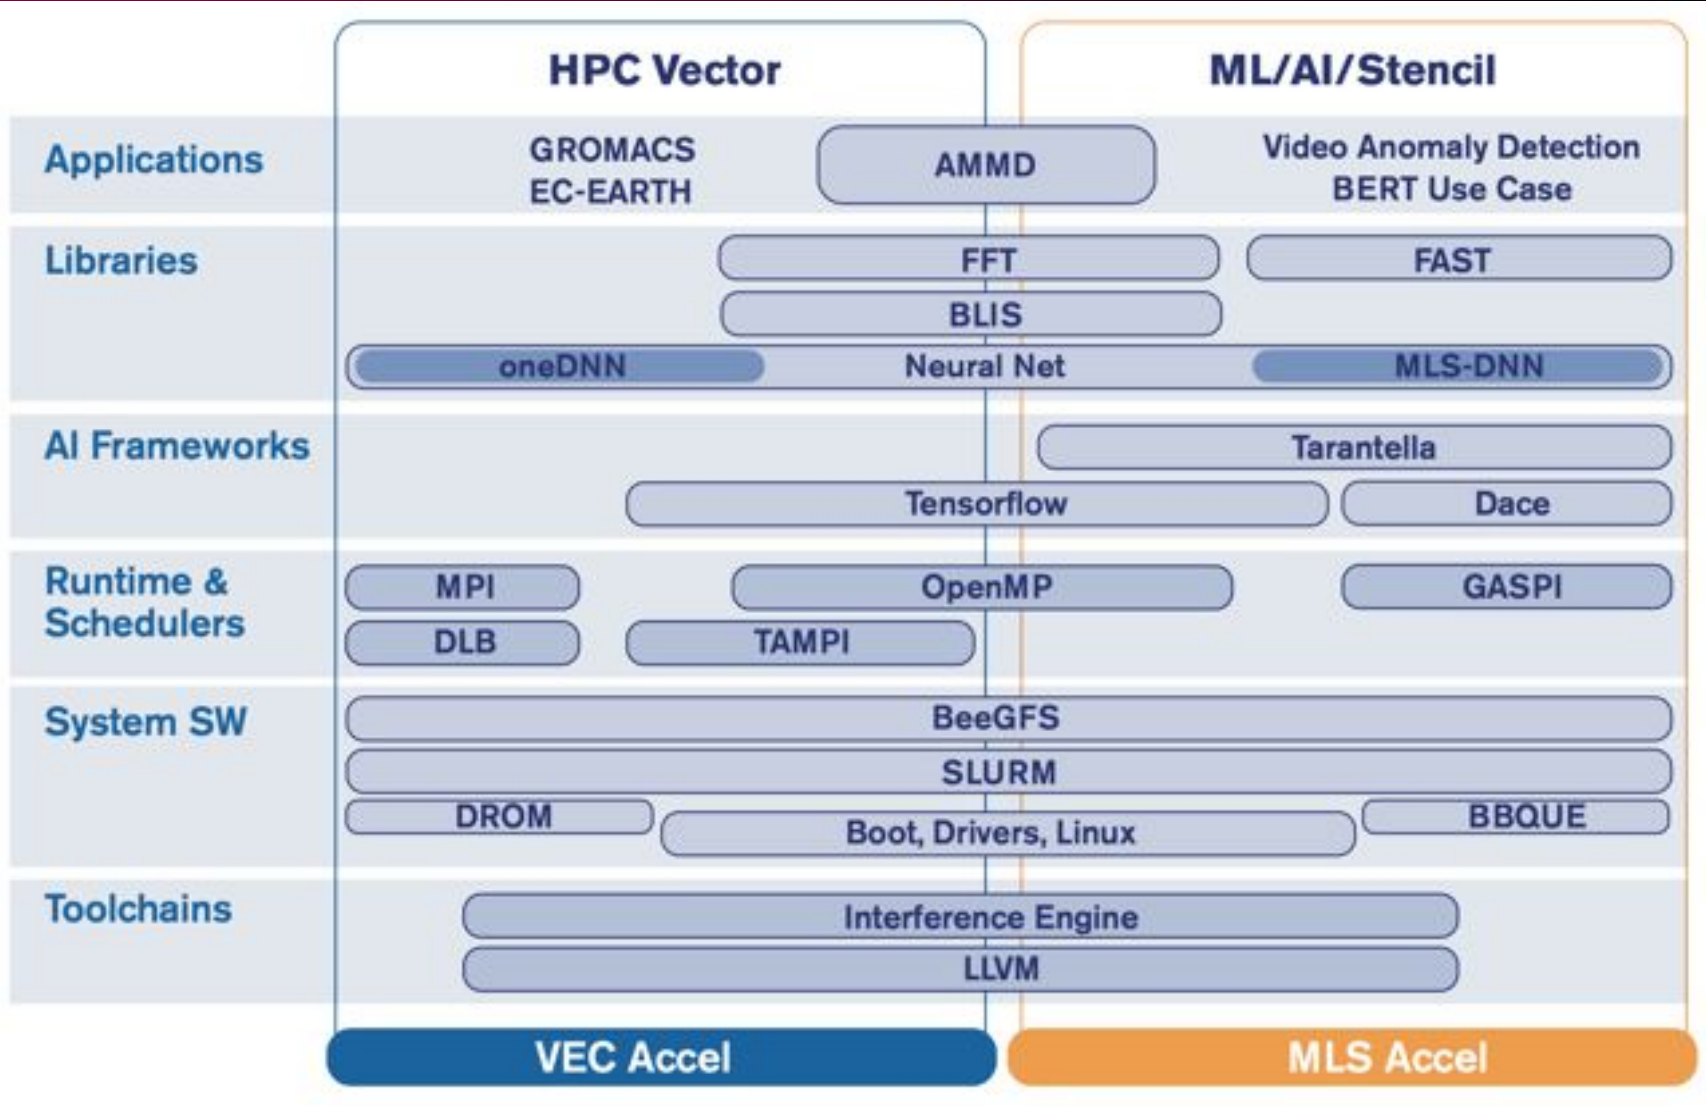 HPC Vector
ML/AI/Stencil
Applications
GROMACS
EC-EARTH
AMMD
Video Anomaly Detection
BERT Use Case
Libraries
FFT
FAST
BLIS
oneDNN
Neural Net
MLS-DNN
AI Frameworks
Tarantella
Tensorflow
Dace
Runtime &
Schedulers
MPI
OpenMP
GASPI
DLB
TAMPI
System SW
BeeGFS
SLURM
DROM
Boot, Drivers, Linux
BBQUE
Toolchains
Interference Engine
LLVM
VEC Accel
MLS Accel